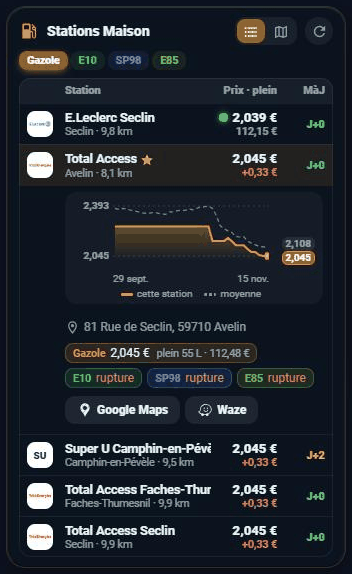 Stations Maison
Gazole E10 SP98 E85
Station Prix · plein MàJ
E.Leclerc Seclin 2,039 € J+0
Seclin · 9,8 km 112,15 €
Total Access 2,045 € J+0
Avelin · 8,1 km +0,33 €
2,393
2,108
2,045 2,045
29 sept. 15 nov.
cette station moyenne
81 Rue de Seclin, 59710 Avelin
Gazole 2,045 € plein 55 L · 112,48 €
E10 rupture SP98 rupture E85 rupture
Google Maps Waze
SU Super U Camphin-en-Pévè 2,045 € J+2
Camphin-en-Pévèle · 9,5 km +0,33 €
Total Access Faches-Thur 2,045 € J+0
Faches-Thumesnil · 9,9 km +0,33 €
Total Access Seclin 2,045 € J+0
Seclin · 9,9 km +0,33 €